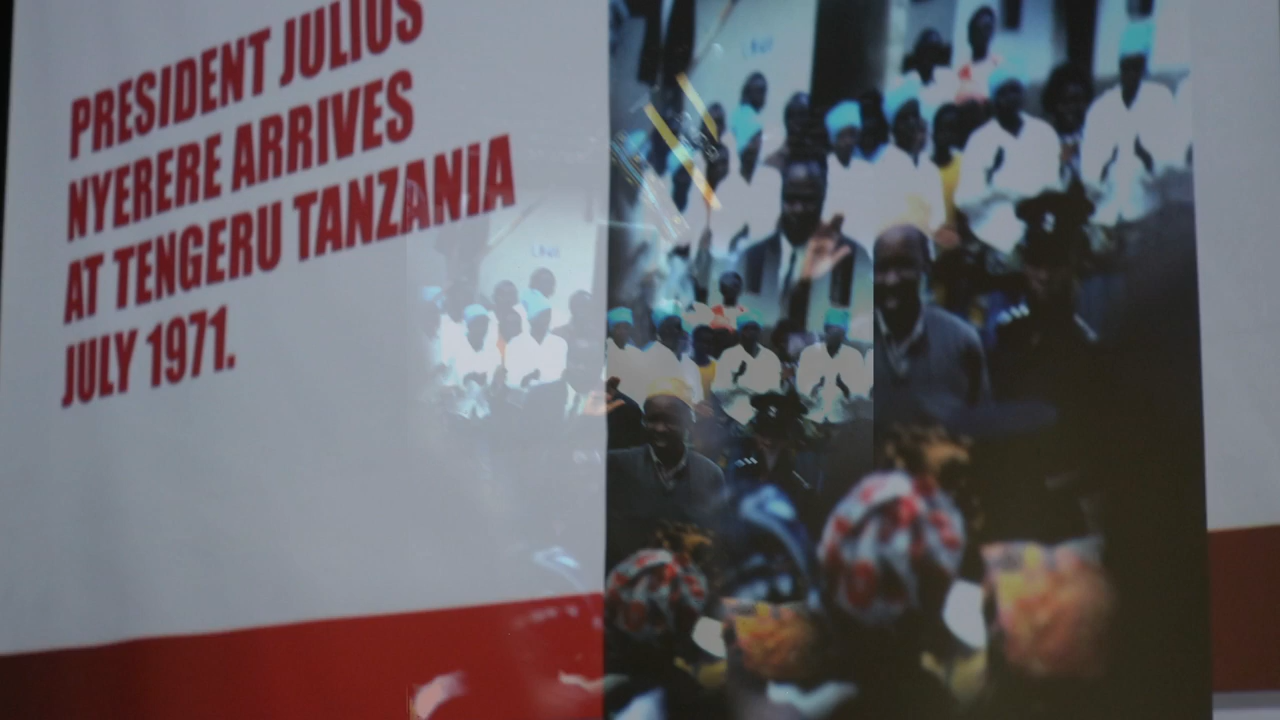 PRESIDENT JULIUS
NYERERE ARRIVES
AT TENGERU TANZANIA
JULY 1971.